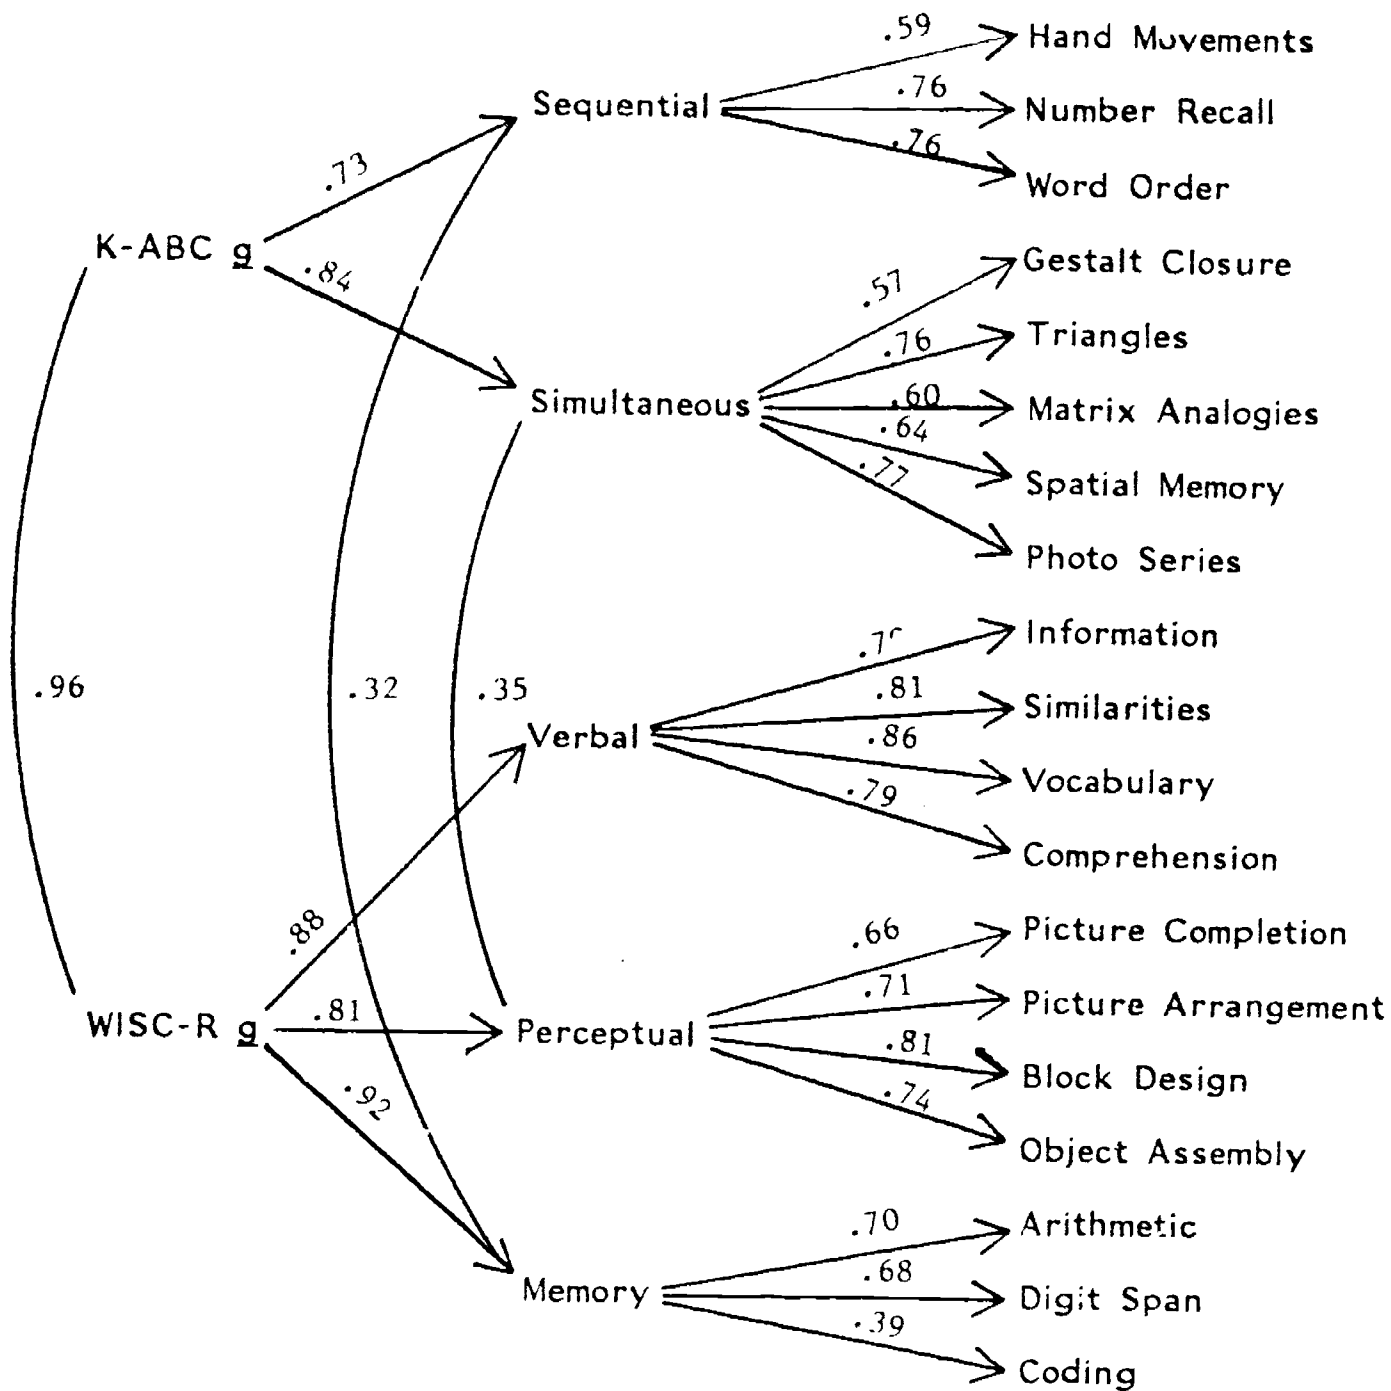 .59
Hand Movements
Sequential
.76
Number Recall
.76
Word Order
.73
K-ABC g
.84
Gestalt Closure
.57
Triangles
.76
Simultaneous
.60
Matrix Analogies
.64
Spatial Memory
.77
Photo Series
Information
.96
.32
.35
.81
Similarities
Verbal
.86
Vocabulary
.79
Comprehension
.88
.66
Picture Completion
.71
Picture Arrangement
WISC-R g
.81
Perceptual
.81
Block Design
.74
Object Assembly
.92
.70
Arithmetic
.68
Memory
Digit Span
.39
Coding